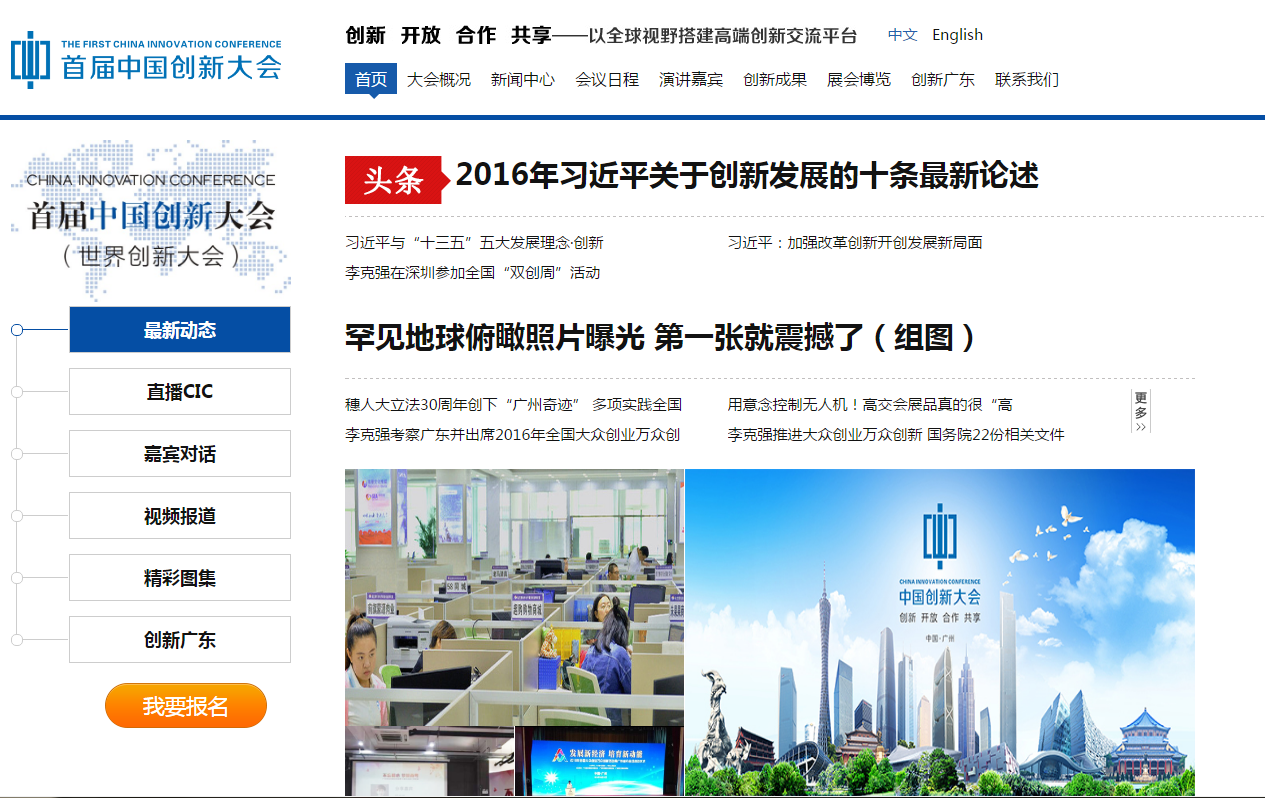 THE FIRST CHINA INNOVATION CONFERENCE
首届中国创新大会
创新 开放 合作 共享——以全球视野搭建高端创新交流平台
中文 English
首页 大会概况 新闻中心 会议日程 演讲嘉宾 创新成果 展会博览 创新广东 联系我们
CHINA INNOVATION CONFERENCE
首届中国创新大会
(世界创新大会)
最新动态
直播CIC
嘉宾对话
视频报道
精彩图集
创新广东
我要报名
头条 2016年习近平关于创新发展的十条最新论述
习近平与“十三五”五大发展理念·创新
习近平：加强改革创新开创发展新局面
李克强在深圳参加全国“双创周”活动
罕见地球俯瞰照片曝光 第一张就震撼了（组图）
穗人大立法30周年创下“广州奇迹” 多项实践全国
用意念控制无人机！高交会展品真的很“高
李克强考察广东并出席2016年全国大众创业万众创
李克强推进大众创业万众创新 国务院22份相关文件
更多>>
CHINA INNOVATION CONFERENCE
中国创新大会
创新 开放 合作 共享
中国·广州
发展新经济 培育新动能